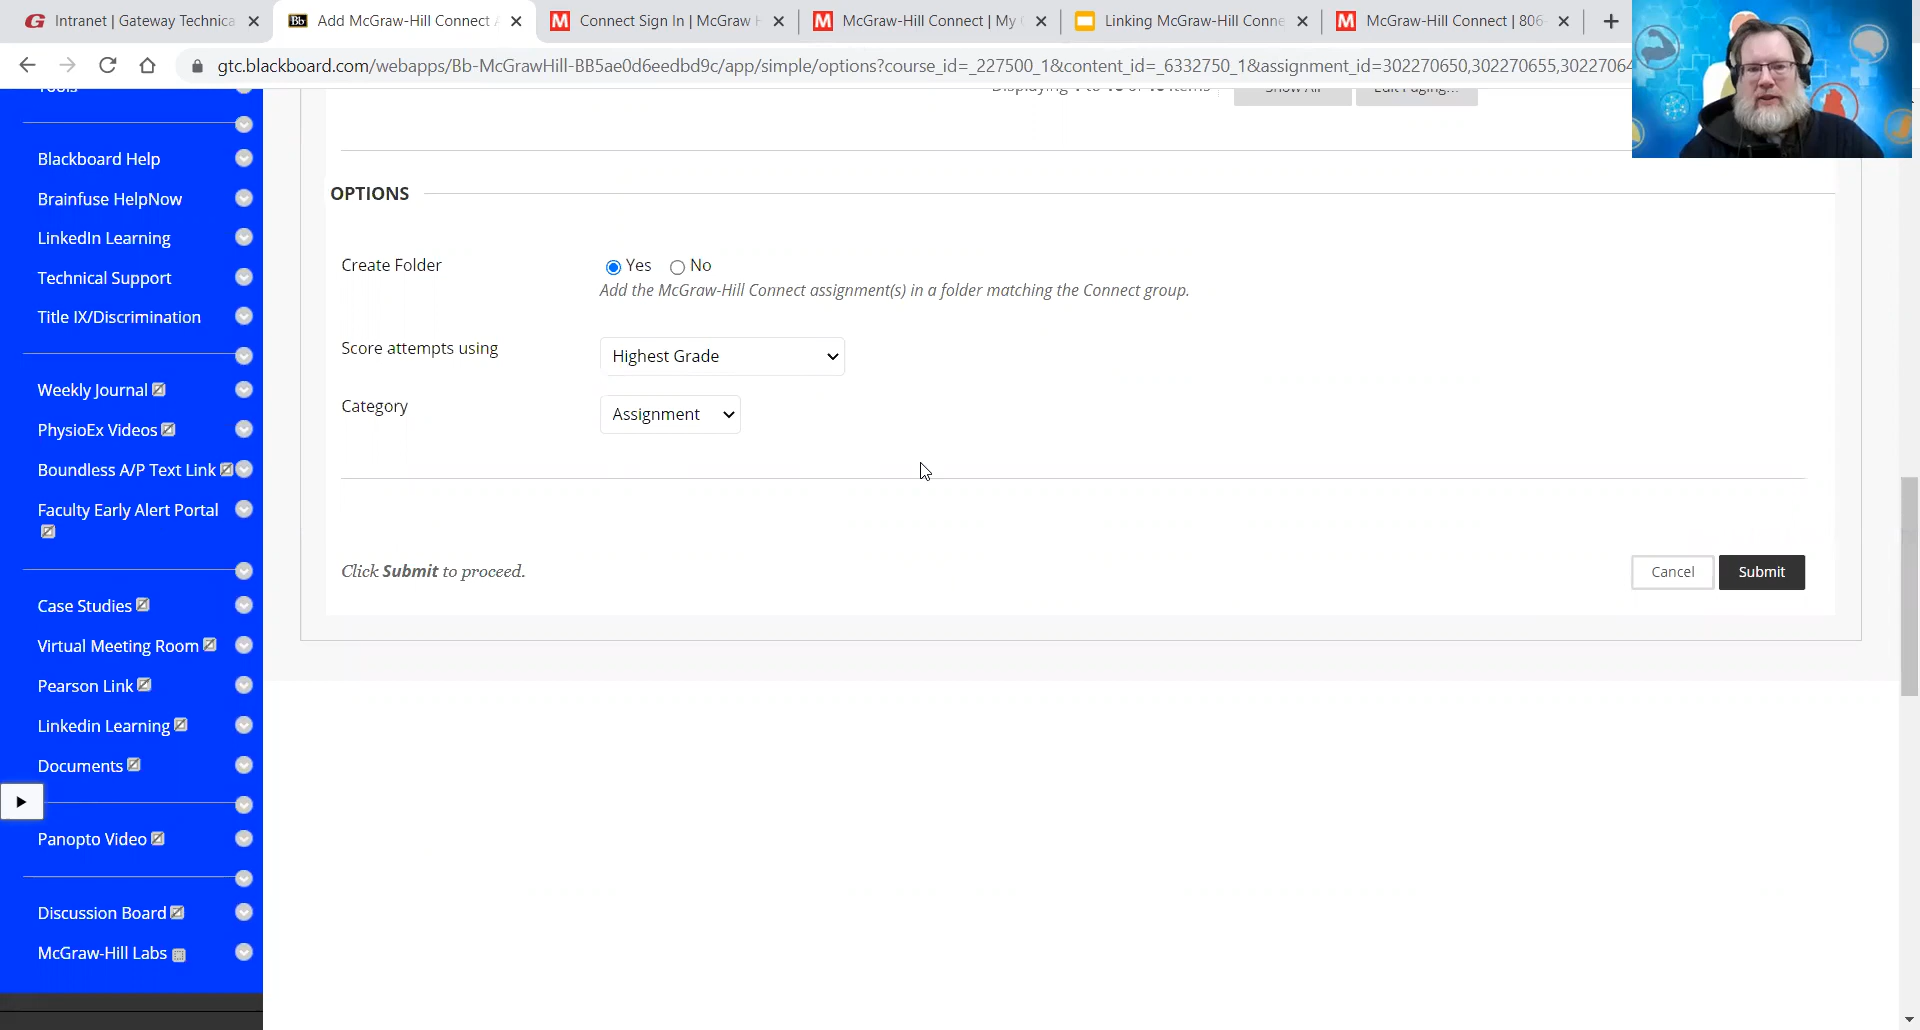 Intranet | Gateway Technica
Add McGraw-Hill Connect A
Connect Sign In | McGraw H
McGraw-Hill Connect | My C
Linking McGraw-Hill Conne
McGraw-Hill Connect | 806-
gtc.blackboard.com/webapps/Bb-McGrawHill-BB5ae0d6eedbd9c/app/simple/options?course_id=_227500_1&content_id=_6332750_1&assignment_id=302270650,302270655,30227064
Tools
Blackboard Help
Brainfuse HelpNow
LinkedIn Learning
Technical Support
Title IX/Discrimination
Weekly Journal
PhysioEx Videos
Boundless A/P Text Link
Faculty Early Alert Portal
Case Studies
Virtual Meeting Room
Pearson Link
Linkedin Learning
Documents
Panopto Video
Discussion Board
McGraw-Hill Labs
Show All
Edit Paging...
OPTIONS
Create Folder
Yes No
Add the McGraw-Hill Connect assignment(s) in a folder matching the Connect group.
Score attempts using
Highest Grade
Category
Assignment
Click Submit to proceed.
Cancel
Submit